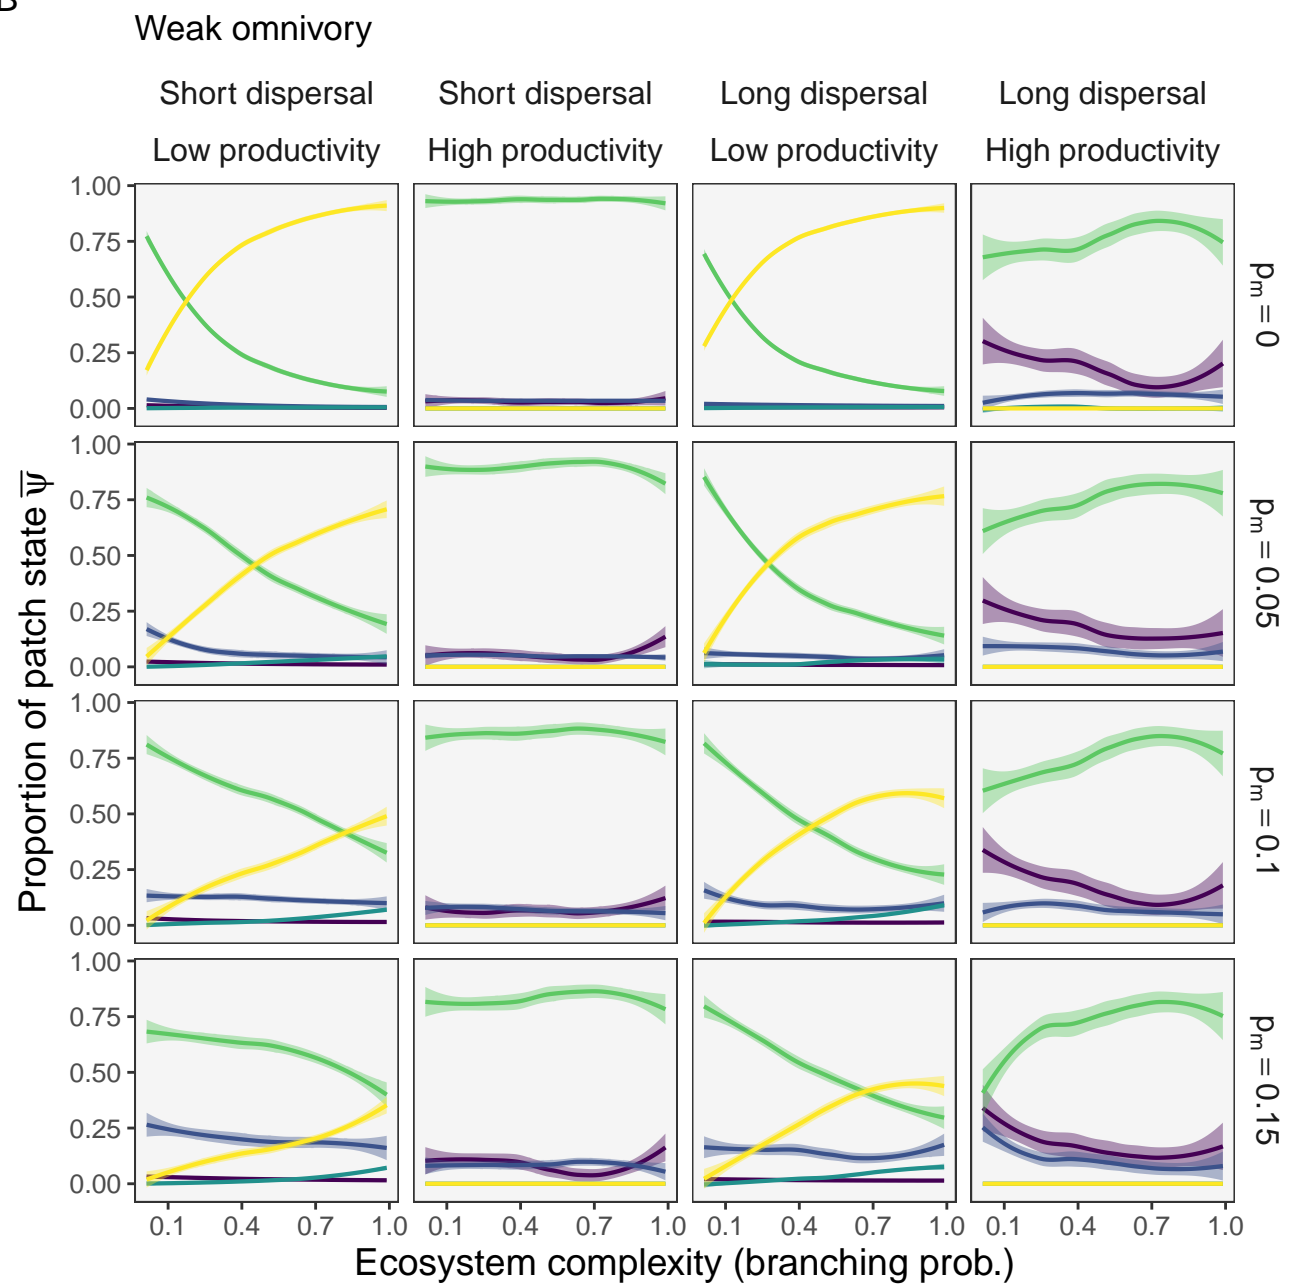 B
Weak omnivory
Short dispersal Short dispersal Long dispersal Long dispersal
Low productivity High productivity Low productivity High productivity
1.00
0.75
0.50
0.25
0.00
pm = 0
1.00
0.75
0.50
0.25
0.00
pm = 0.05
1.00
0.75
0.50
0.25
0.00
pm = 0.1
1.00
0.75
0.50
0.25
0.00
pm = 0.15
Proportion of patch state ψ̅
0.1 0.4 0.7 1.0 0.1 0.4 0.7 1.0 0.1 0.4 0.7 1.0 0.1 0.4 0.7 1.0
Ecosystem complexity (branching prob.)